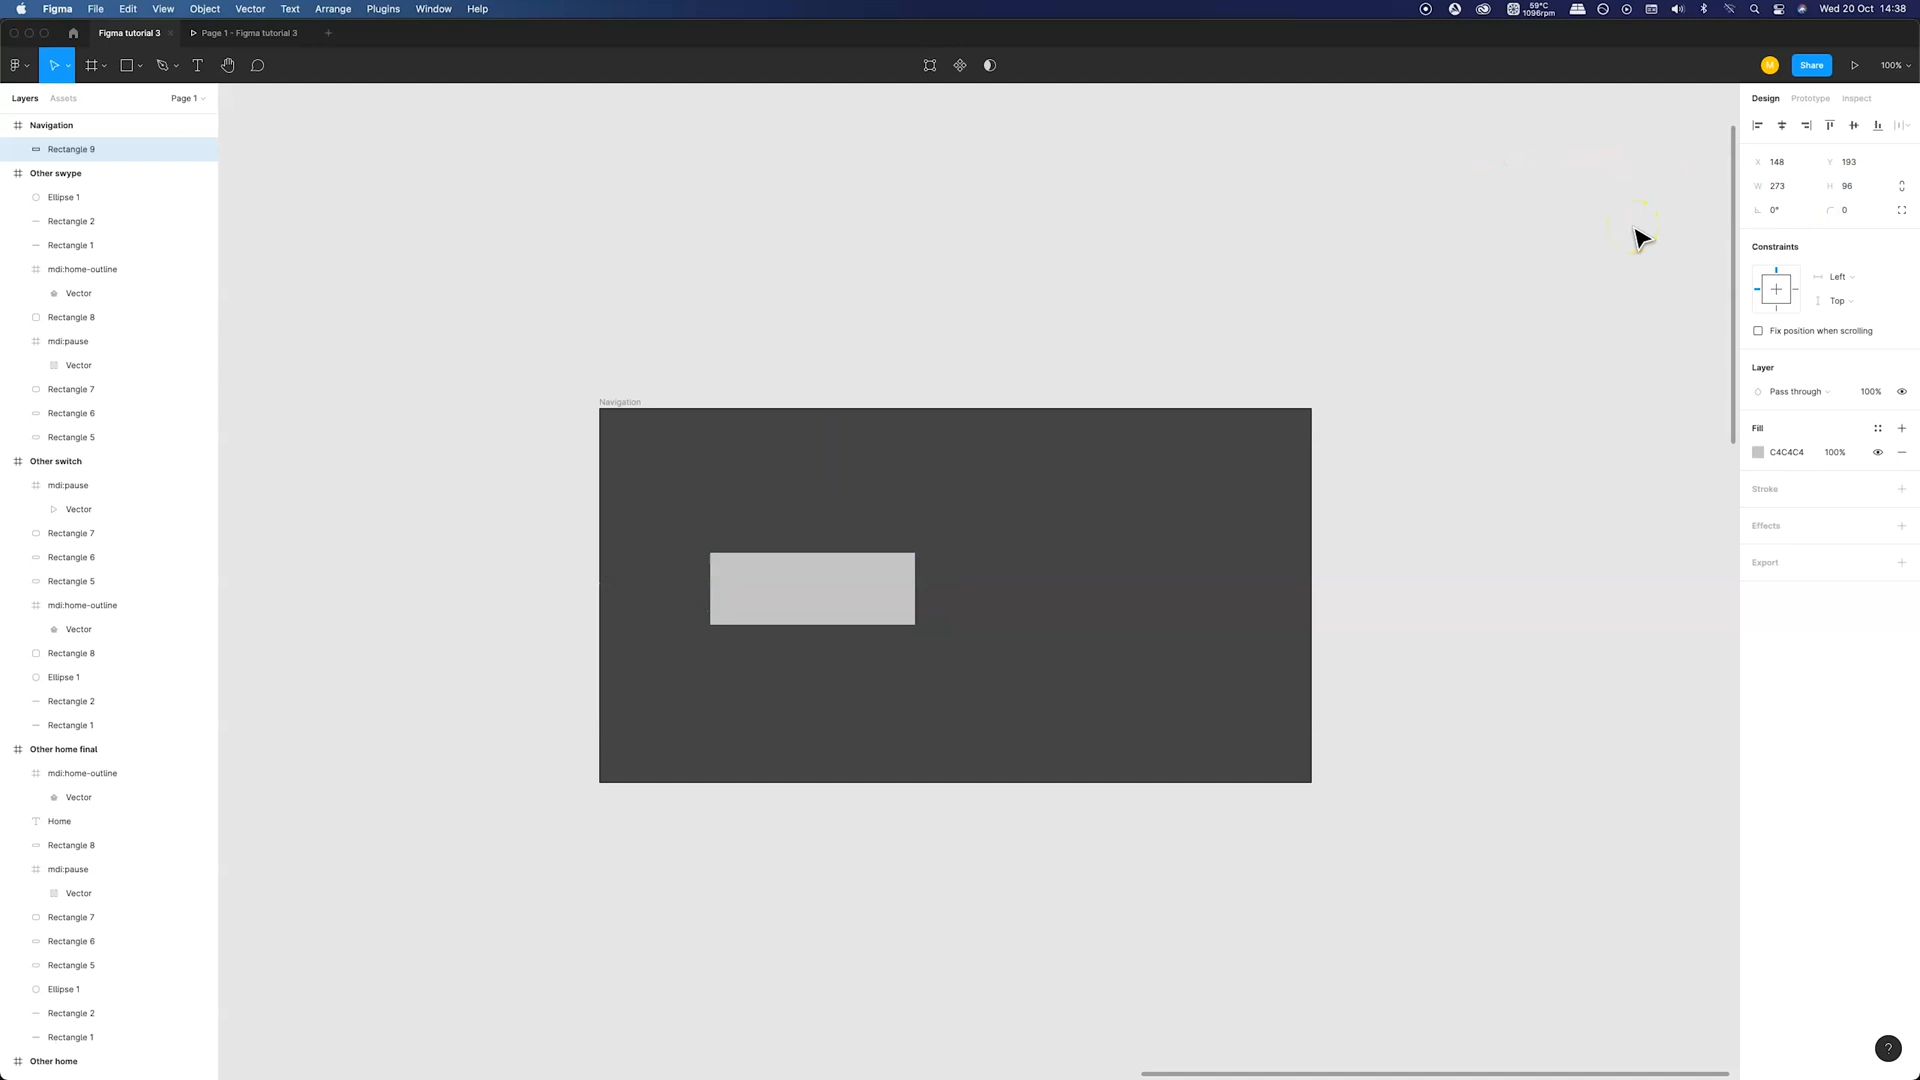 Figma File Edit View Object Vector Text Arrange Plugins Window Help 59°C 1096rpm Wed 20 Oct 14:38
Figma tutorial 3 Page 1 - Figma tutorial 3
M Share 100%
Layers Assets Page 1
Navigation
Rectangle 9
Other swype
Ellipse 1
Rectangle 2
Rectangle 1
mdi:home-outline
Vector
Rectangle 8
mdi:pause
Vector
Rectangle 7
Rectangle 6
Rectangle 5
Other switch
mdi:pause
Vector
Rectangle 7
Rectangle 6
Rectangle 5
mdi:home-outline
Vector
Rectangle 8
Ellipse 1
Rectangle 2
Rectangle 1
Other home final
mdi:home-outline
Vector
Home
Rectangle 8
mdi:pause
Vector
Rectangle 7
Rectangle 6
Rectangle 5
Ellipse 1
Rectangle 2
Rectangle 1
Other home
Navigation
Design Prototype Inspect
X 148 Y 193
W 273 H 96
0° 0
Constraints
Left
Top
Fix position when scrolling
Layer
Pass through 100%
Fill
C4C4C4 100%
Stroke
Effects
Export
?